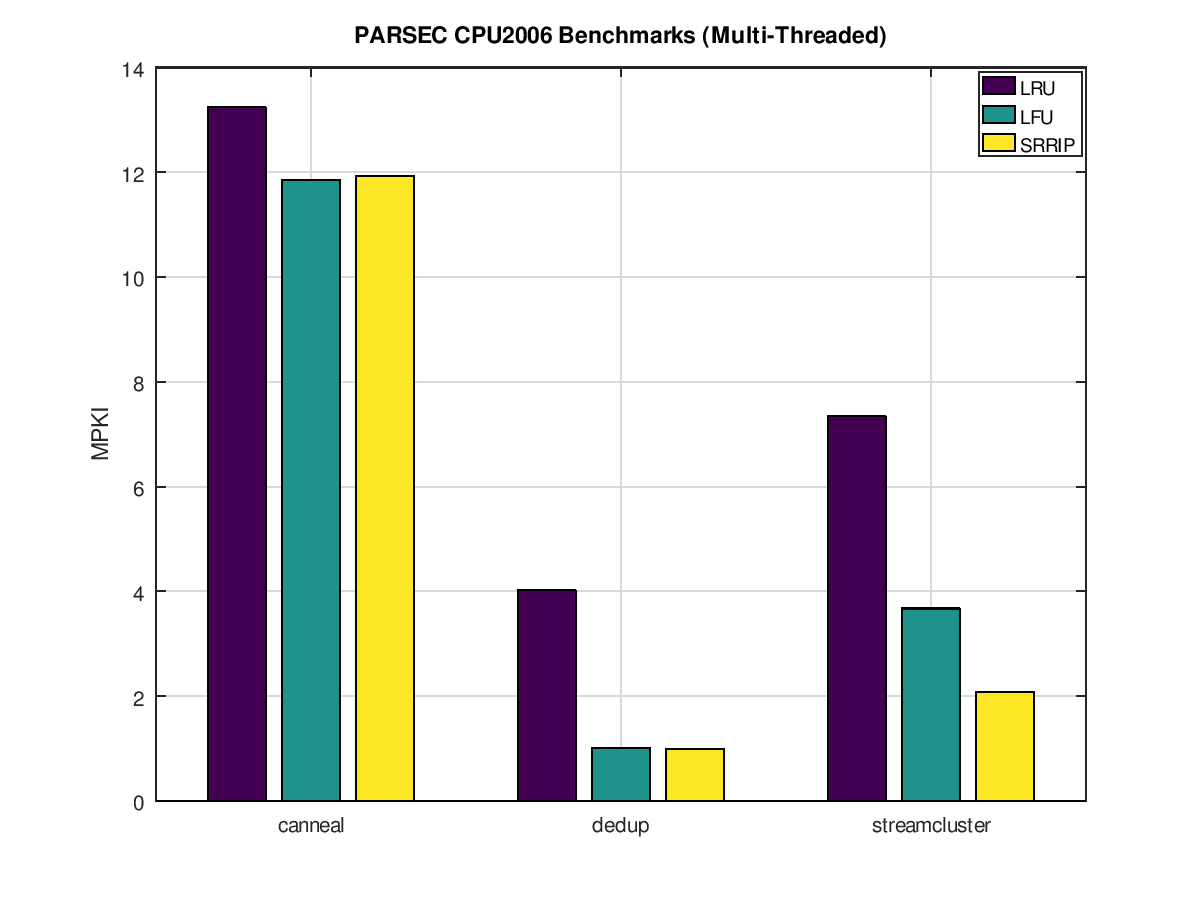 PARSEC CPU2006 Benchmarks (Multi-Threaded)
LRU
LFU
SRRIP
14
12
10
8
6
4
2
0
MPKI
canneal dedup streamcluster